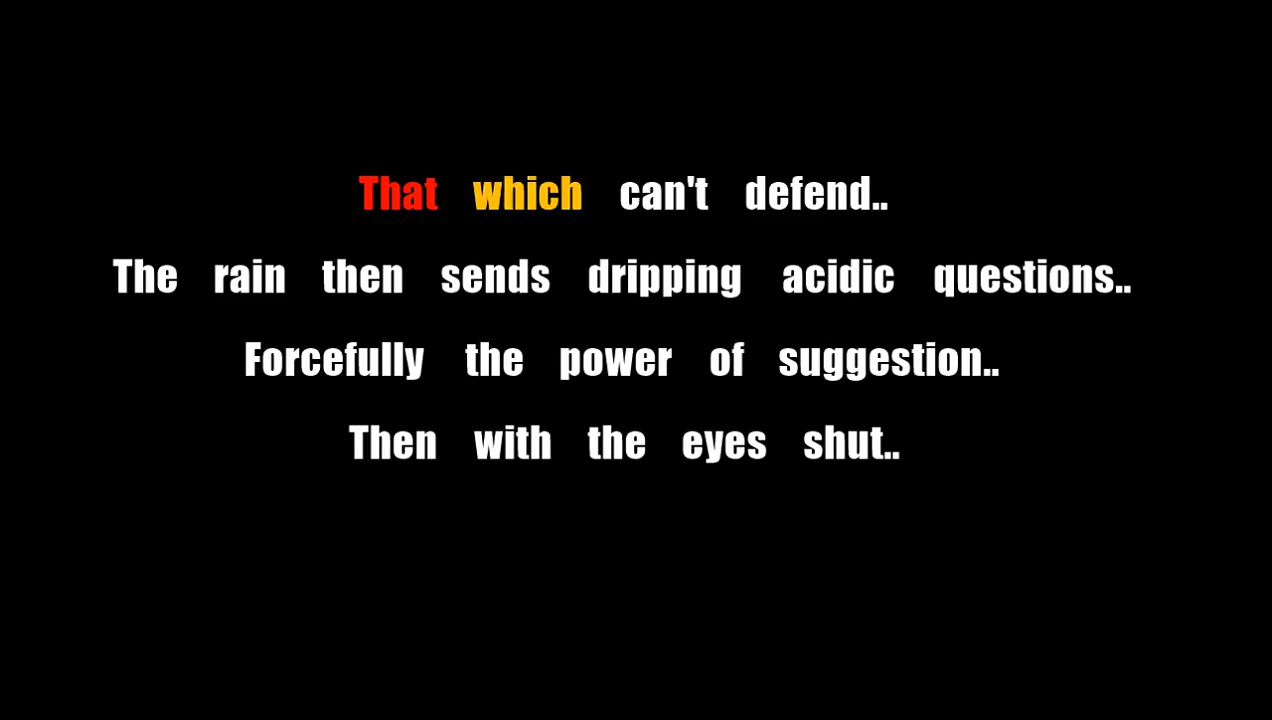 That which can't defend..
The rain then sends dripping acidic questions..
Forcefully the power of suggestion..
Then with the eyes shut..